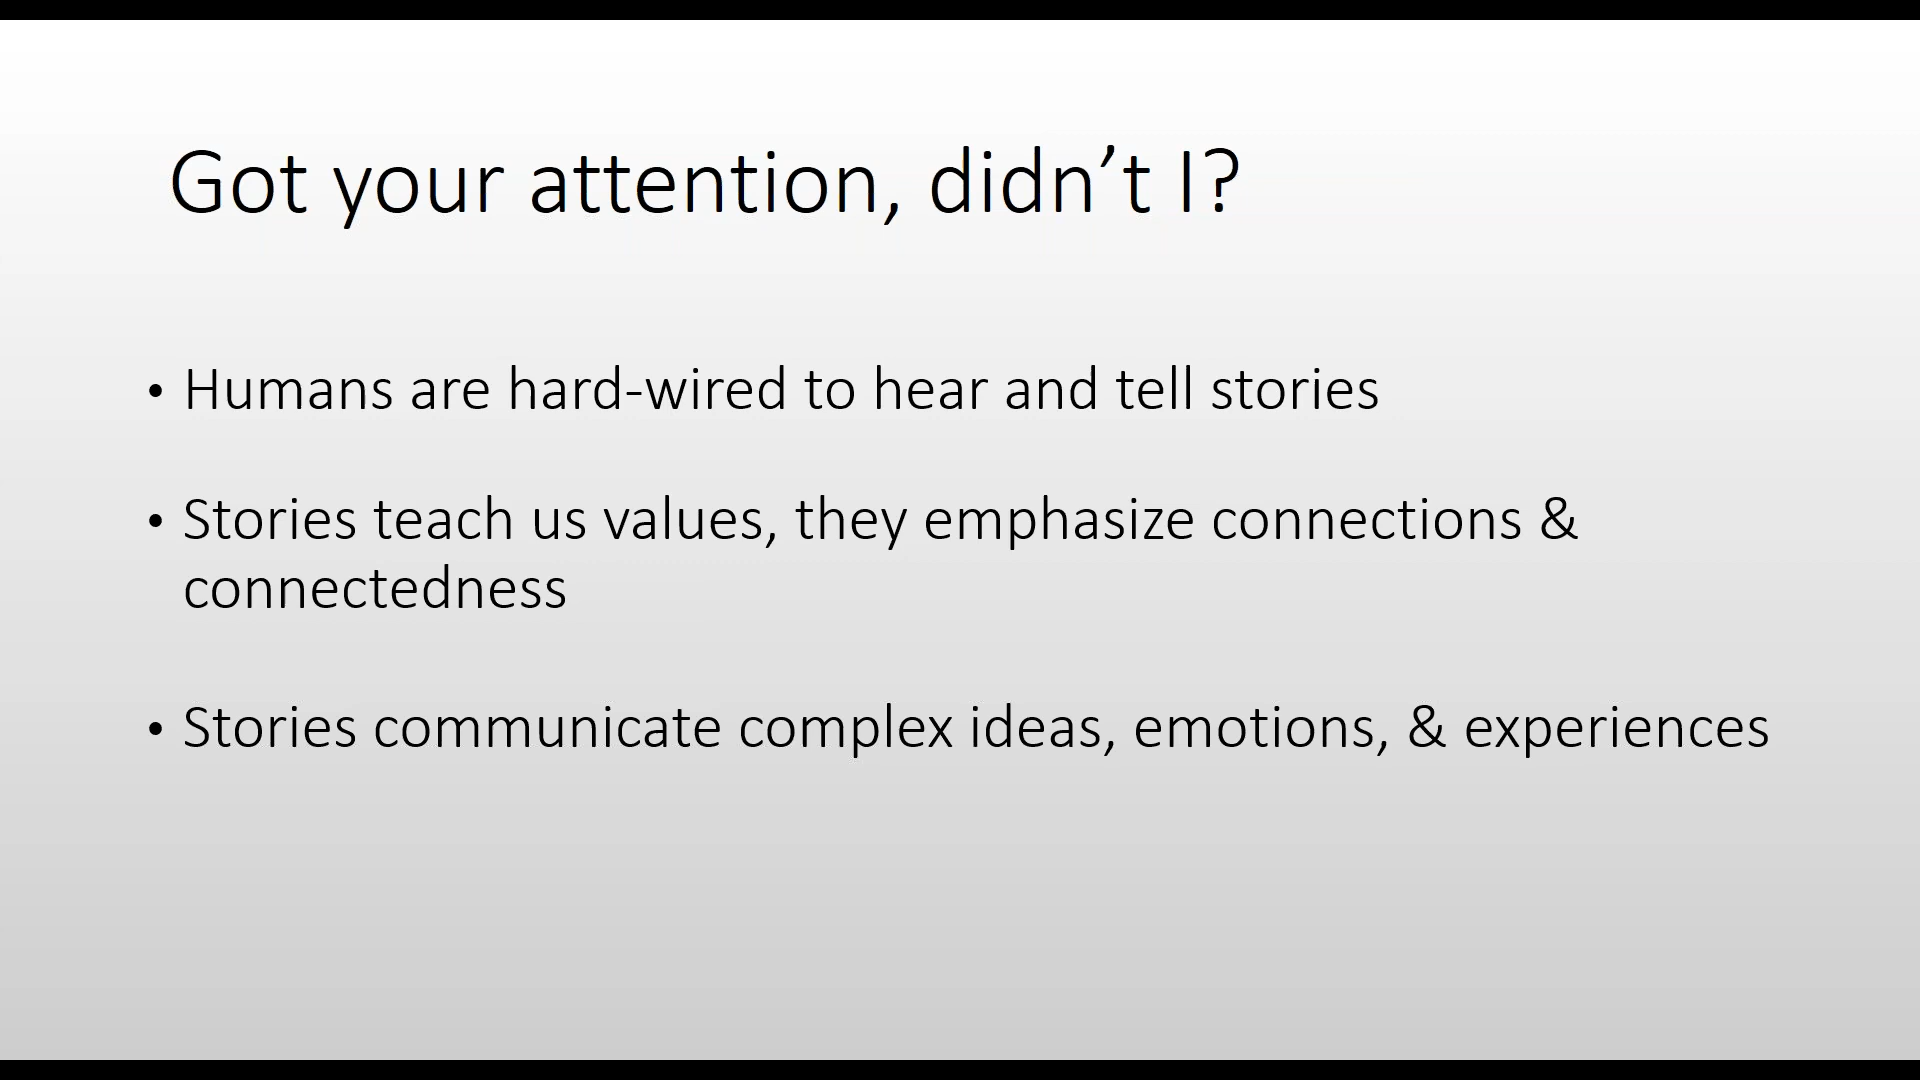 Got your attention, didn’t I?
• Humans are hard-wired to hear and tell stories
• Stories teach us values, they emphasize connections &
connectedness
• Stories communicate complex ideas, emotions, & experiences